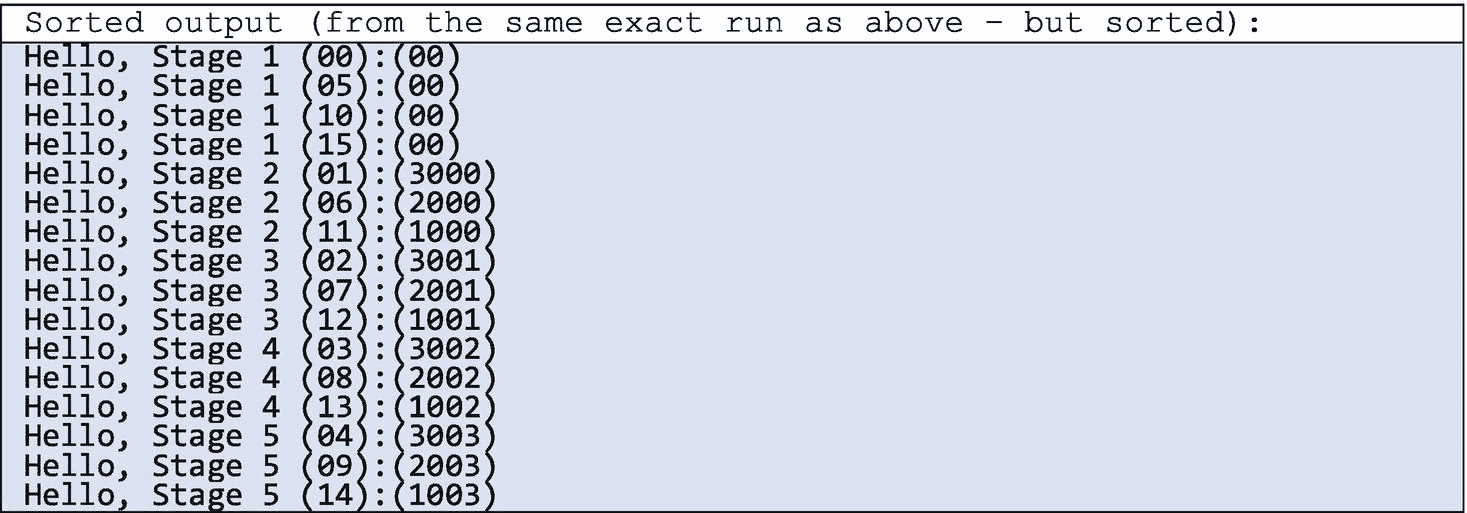 Sorted output (from the same exact run as above – but sorted):
Hello, Stage 1 (00):(00)
Hello, Stage 1 (05):(00)
Hello, Stage 1 (10):(00)
Hello, Stage 1 (15):(00)
Hello, Stage 2 (01):(3000)
Hello, Stage 2 (06):(2000)
Hello, Stage 2 (11):(1000)
Hello, Stage 3 (02):(3001)
Hello, Stage 3 (07):(2001)
Hello, Stage 3 (12):(1001)
Hello, Stage 4 (03):(3002)
Hello, Stage 4 (08):(2002)
Hello, Stage 4 (13):(1002)
Hello, Stage 5 (04):(3003)
Hello, Stage 5 (09):(2003)
Hello, Stage 5 (14):(1003)